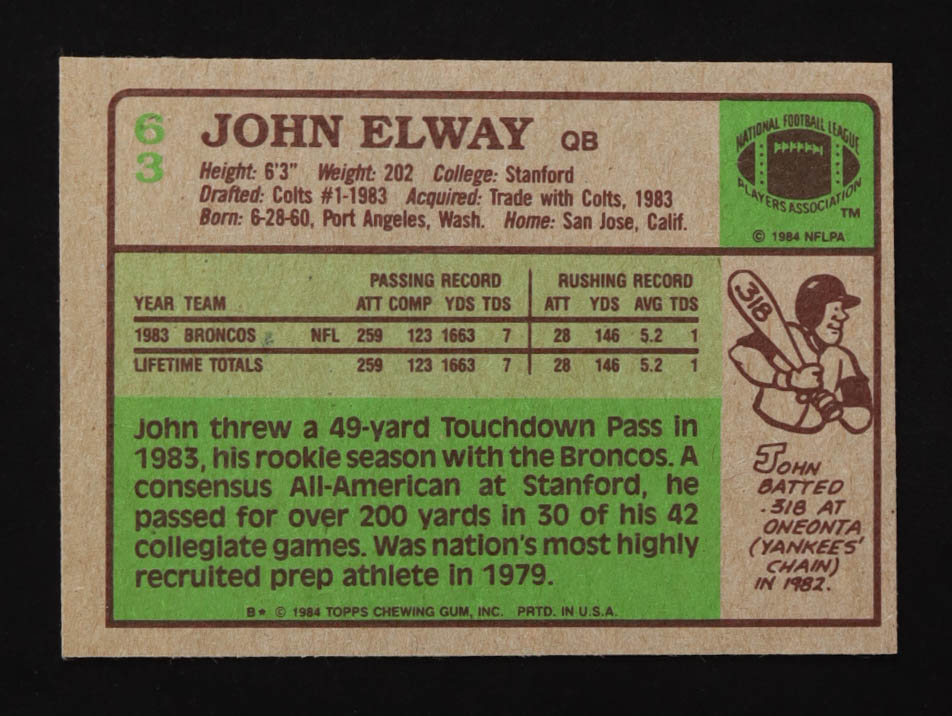 63
JOHN ELWAY QB
Height: 6'3" Weight: 202 College: Stanford
Drafted: Colts #1-1983 Acquired: Trade with Colts, 1983
Born: 6-28-60, Port Angeles, Wash. Home: San Jose, Calif.
NATIONAL FOOTBALL LEAGUE
PLAYERS ASSOCIATION
TM
© 1984 NFLPA
PASSING RECORD RUSHING RECORD
YEAR TEAM ATT COMP YDS TDS ATT YDS AVG TDS
1983 BRONCOS NFL 259 123 1663 7 28 146 5.2 1
LIFETIME TOTALS 259 123 1663 7 28 146 5.2 1
John threw a 49-yard Touchdown Pass in
1983, his rookie season with the Broncos. A
consensus All-American at Stanford, he
passed for over 200 yards in 30 of his 42
collegiate games. Was nation's most highly
recruited prep athlete in 1979.
B* © 1984 TOPPS CHEWING GUM, INC. PRTD. IN U.S.A.
318
JOHN
BATTED
.318 AT
ONEONTA
(YANKEES'
CHAIN)
IN 1982.